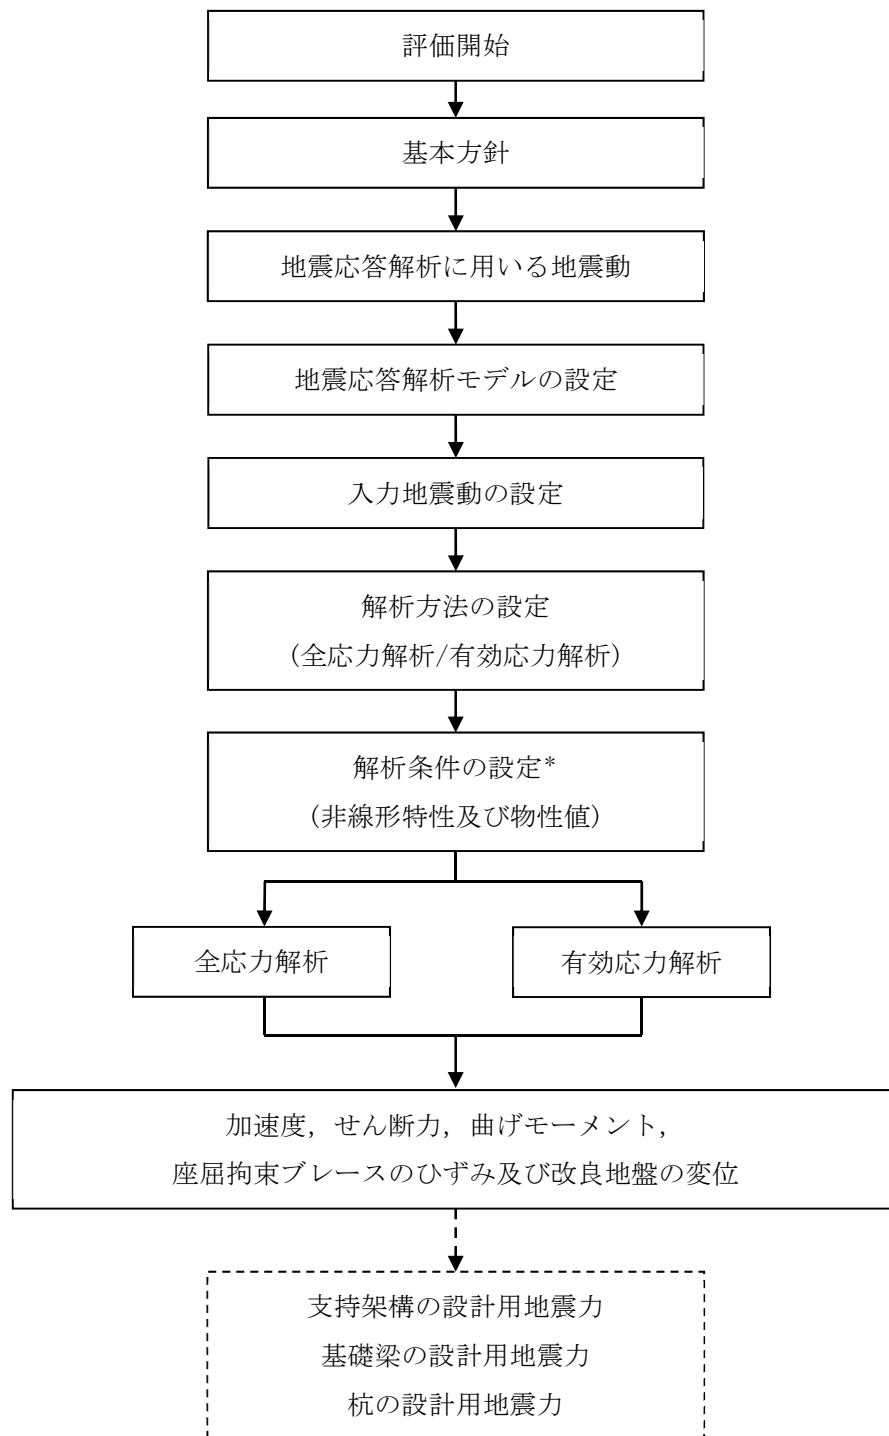 評価開始
基本方針
地震応答解析に用いる地震動
地震応答解析モデルの設定
入力地震動の設定
解析方法の設定
(全応力解析/有効応力解析)
解析条件の設定*
(非線形特性及び物性値)
全応力解析
有効応力解析
加速度，せん断力，曲げモーメント，
座屈拘束ブレースのひずみ及び改良地盤の変位
支持架構の設計用地震力
基礎梁の設計用地震力
杭の設計用地震力